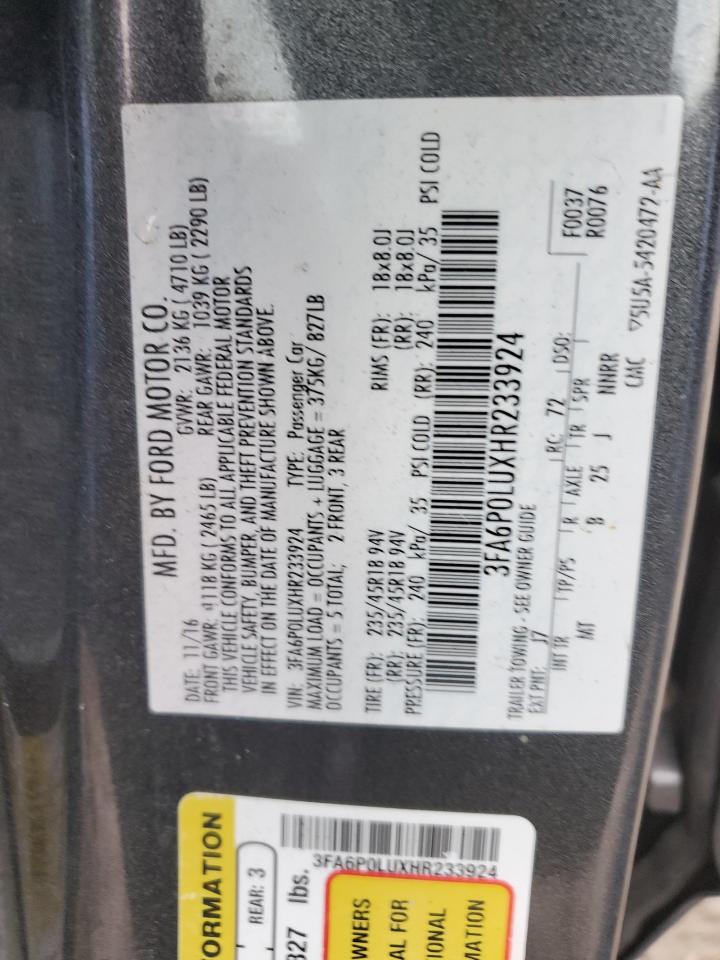 MFD. BY FORD MOTOR CO.
DATE: 11/16 GVWR: 2136 KG ( 4710 LB)
FRONT GAWR: 1118 KG ( 2465 LB) REAR GAWR: 1039 KG ( 2290 LB)
THIS VEHICLE CONFORMS TO ALL APPLICABLE FEDERAL MOTOR
VEHICLE SAFETY, BUMPER, AND THEFT PREVENTION STANDARDS
IN EFFECT ON THE DATE OF MANUFACTURE SHOWN ABOVE.
VIN: 3FA6P0LUXHR233924 TYPE: Passenger Car
MAXIMUM LOAD = OCCUPANTS + LUGGAGE = 375KG/ 827LB
OCCUPANTS = 5 TOTAL; 2 FRONT, 3 REAR
TIRE (FR): 235/45R18 94V RIMS (FR): 18x8.0J
(RR): 235/45R18 94V (RR): 18x8.0J
PRESSURE (FR): 240 kPa/ 35 PSI COLD (RR): 240 kPa/ 35 PSI COLD
3FA6P0LUXHR233924
TRAILER TOWING - SEE OWNER GUIDE
EXT PNT: J7 RC: 72 DSO:
F0037
R0076
INT TR TP/PS R AXLE TR SPR
MT B 25 J NNRR
CMC ▽5U5A-5420472-AA
FORMATION
REAR: 3
827 lbs.
3FA6P0LUXHR233924
WNERS
AL FOR
IONAL
MATION